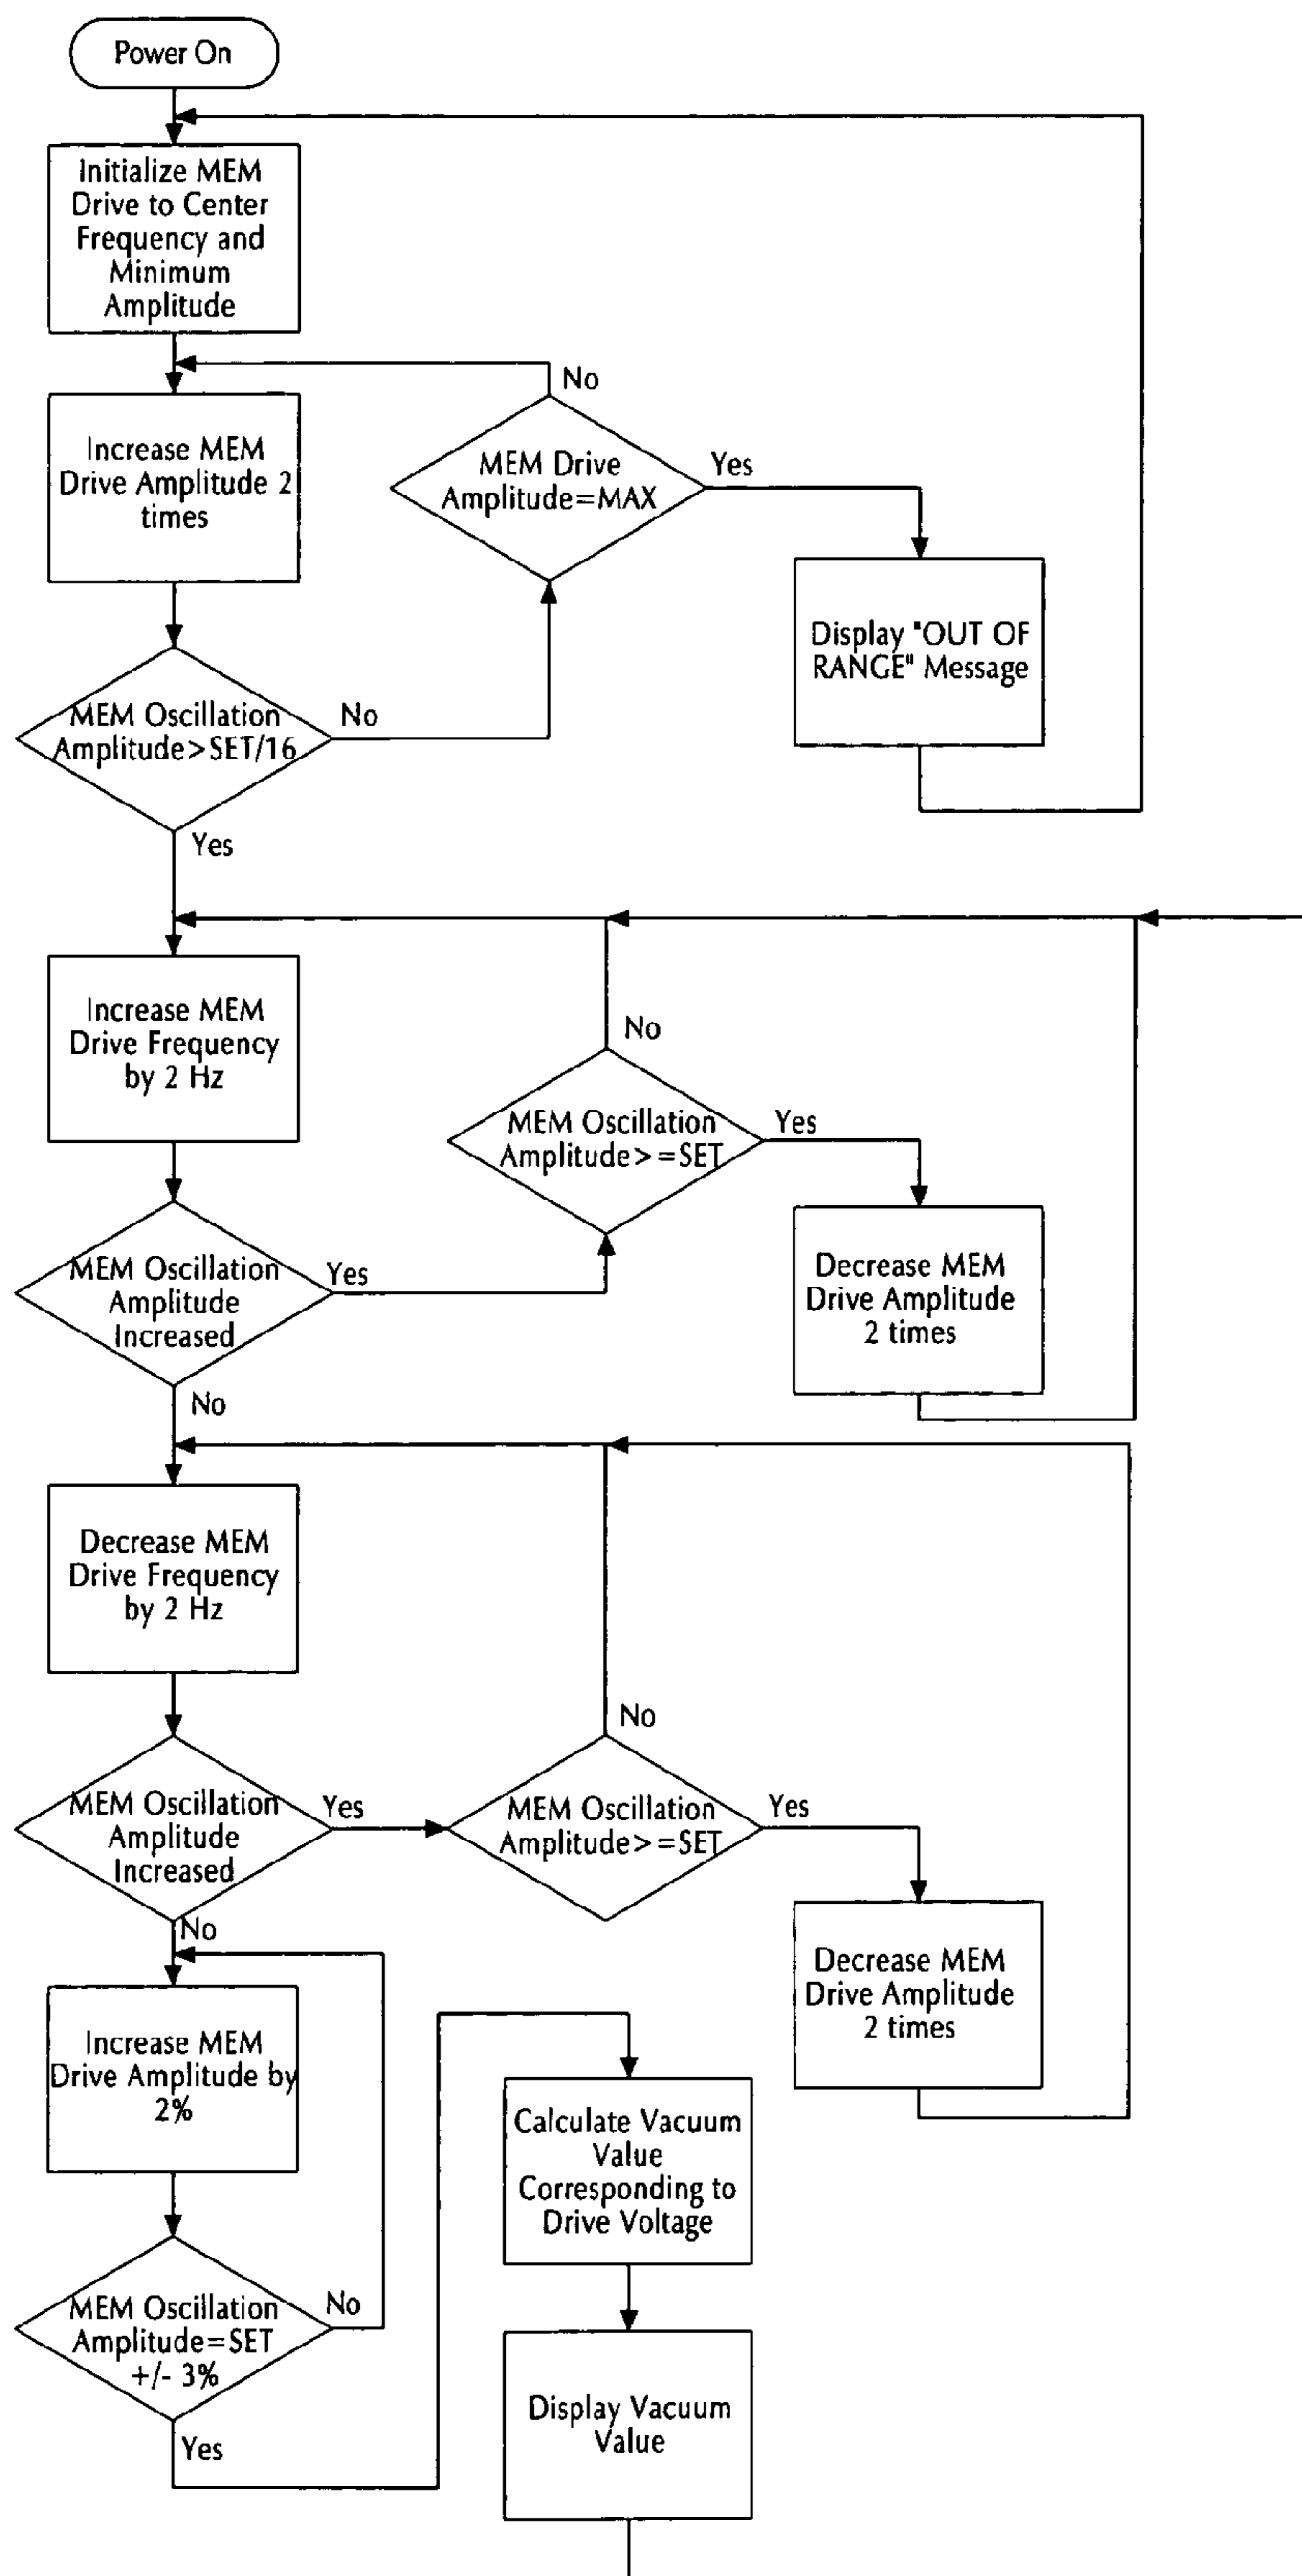 Power On
Initialize MEM
Drive to Center
Frequency and
Minimum
Amplitude
Increase MEM
Drive Amplitude 2
times
No
MEM Drive
Amplitude=MAX
Yes
Display "OUT OF
RANGE" Message
MEM Oscillation
Amplitude>SET/16
No
Yes
Increase MEM
Drive Frequency
by 2 Hz
No
MEM Oscillation
Amplitude>=SET
Yes
MEM Oscillation
Amplitude
Increased
Yes
Decrease MEM
Drive Amplitude
2 times
No
Decrease MEM
Drive Frequency
by 2 Hz
No
MEM Oscillation
Amplitude
Increased
Yes
MEM Oscillation
Amplitude>=SET
Yes
No
Decrease MEM
Drive Amplitude
2 times
Increase MEM
Drive Amplitude by
2%
Calculate Vacuum
Value
Corresponding to
Drive Voltage
MEM Oscillation
Amplitude=SET
+/- 3%
No
Yes
Display Vacuum
Value